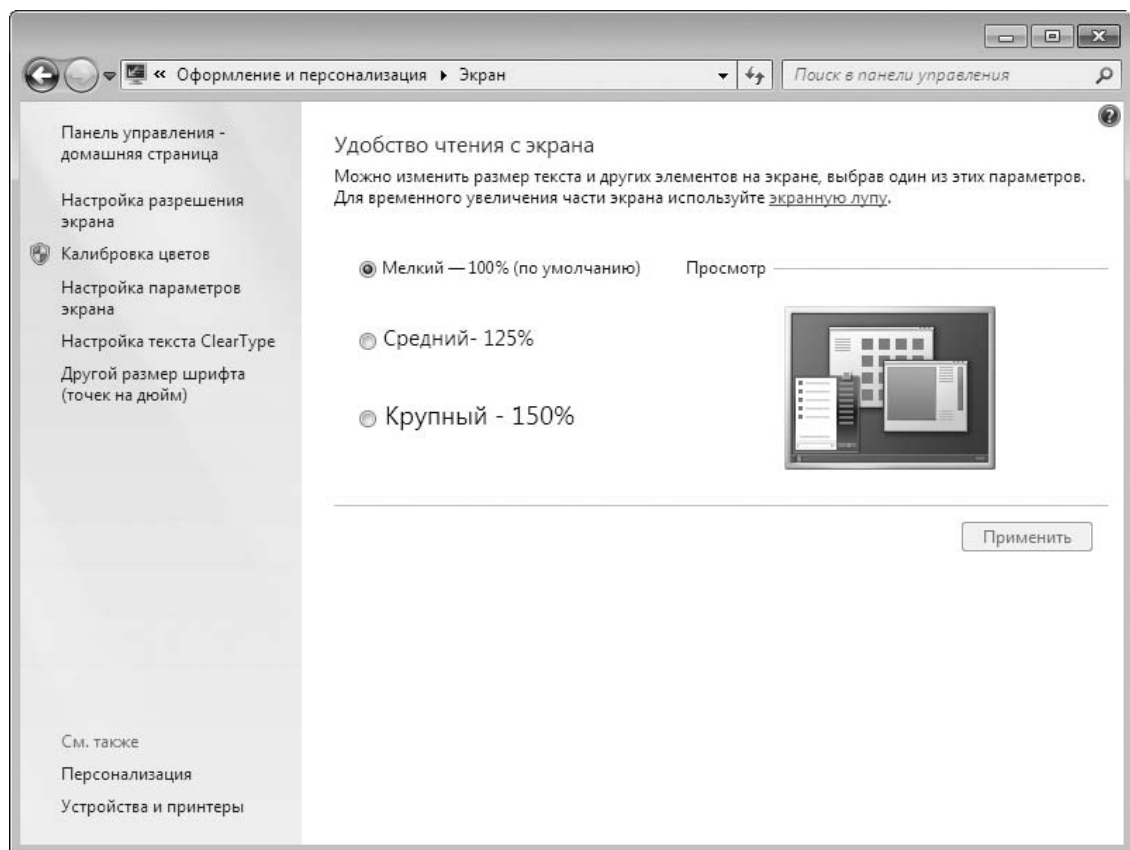 « Оформление и персонализация ▸ Экран
Поиск в панели управления
Панель управления -
домашняя страница
Настройка разрешения
экрана
Калибровка цветов
Настройка параметров
экрана
Настройка текста ClearType
Другой размер шрифта
(точек на дюйм)
См. также
Персонализация
Устройства и принтеры
Удобство чтения с экрана
Можно изменить размер текста и других элементов на экране, выбрав один из этих параметров.
Для временного увеличения части экрана используйте экранную лупу.
Мелкий — 100% (по умолчанию)
Просмотр
Средний- 125%
Крупный - 150%
Применить